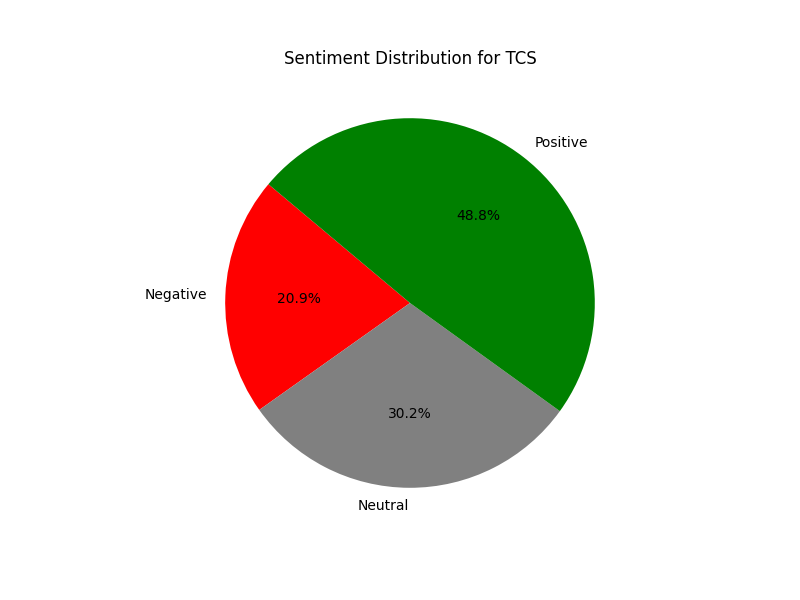 Sentiment Distribution for TCS
Positive
48.8%
Negative
20.9%
30.2%
Neutral